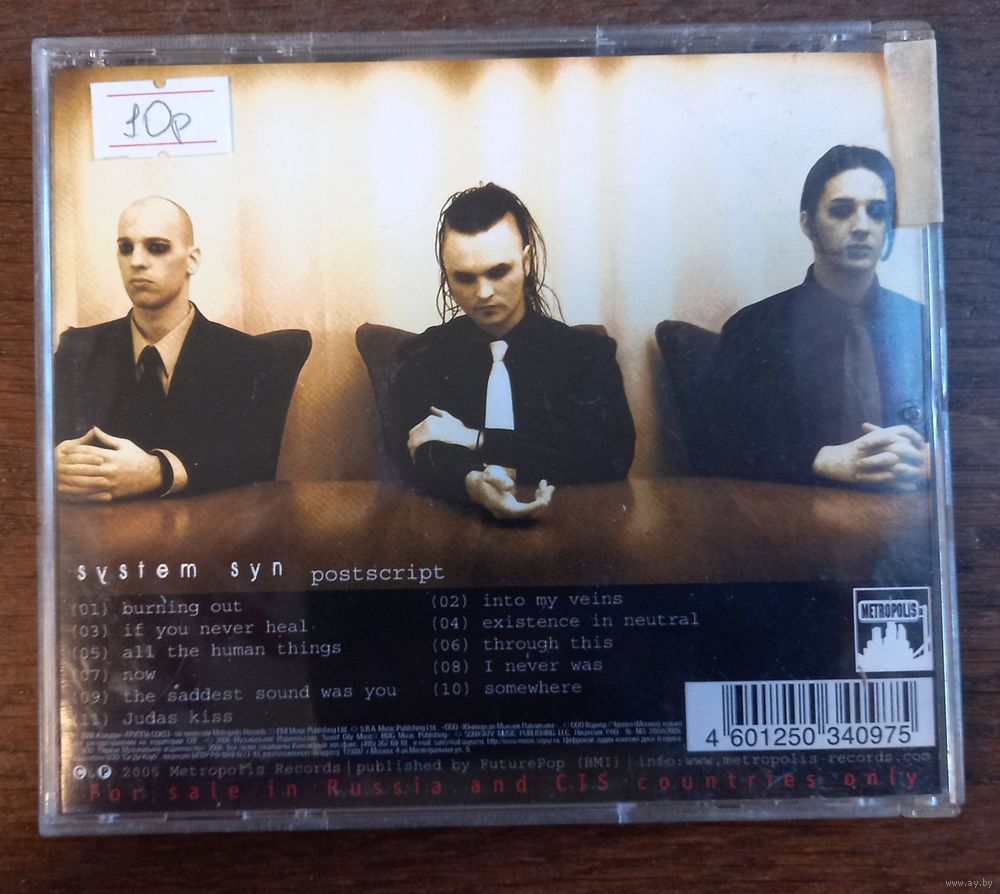 10р
system syn postscript
(01) burning out
(02) into my veins
(03) if you never heal
(04) existence in neutral
(05) all the human things
(06) through this
(07) now
(08) I never was
(09) the saddest sound was you
(10) somewhere
(11) Judas kiss
METROPOLIS
4 601250 340975
© ℗ 2005 Metropolis Records | published by FuturePop (BMI) | info: www.metropolis-records.com
For sale in Russia and CIS countries only
www.ay.by